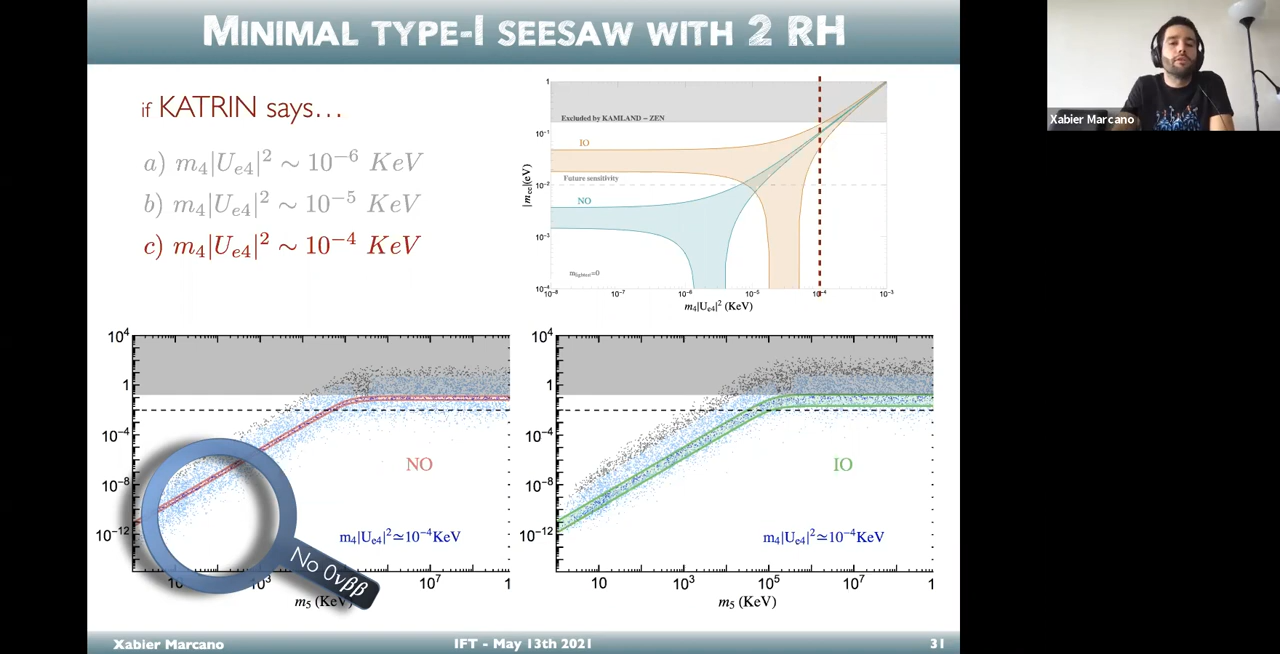 MINIMAL TYPE-I SEESAW WITH 2 RH
if KATRIN says...
a) m₄|Uₑ₄|² ∼ 10⁻⁶ KeV
b) m₄|Uₑ₄|² ∼ 10⁻⁵ KeV
c) m₄|Uₑ₄|² ∼ 10⁻⁴ KeV
Xabier Marcano
1
Excluded by KAMLAND – ZEN
10⁻¹
IO
|mₑₑ|(eV)
Future sensitivity
10⁻²
NO
10⁻³
m_lightest=0
10⁻⁴
10⁻⁸ 10⁻⁷ 10⁻⁶ 10⁻⁵ 10⁻⁴ 10⁻³
m₄|Uₑ₄|² (KeV)
10⁴
1
10⁻⁴
NO
10⁻⁸
10⁻¹²
m₄|Uₑ₄|²≃10⁻⁴KeV
No 0νββ
10³ 10⁷
m₅ (KeV)
10⁴
1
10⁻⁴
IO
10⁻⁸
10⁻¹²
m₄|Uₑ₄|²≃10⁻⁴KeV
10 10³ 10⁵ 10⁷ 1
m₅ (KeV)
Xabier Marcano IFT - May 13th 2021 31